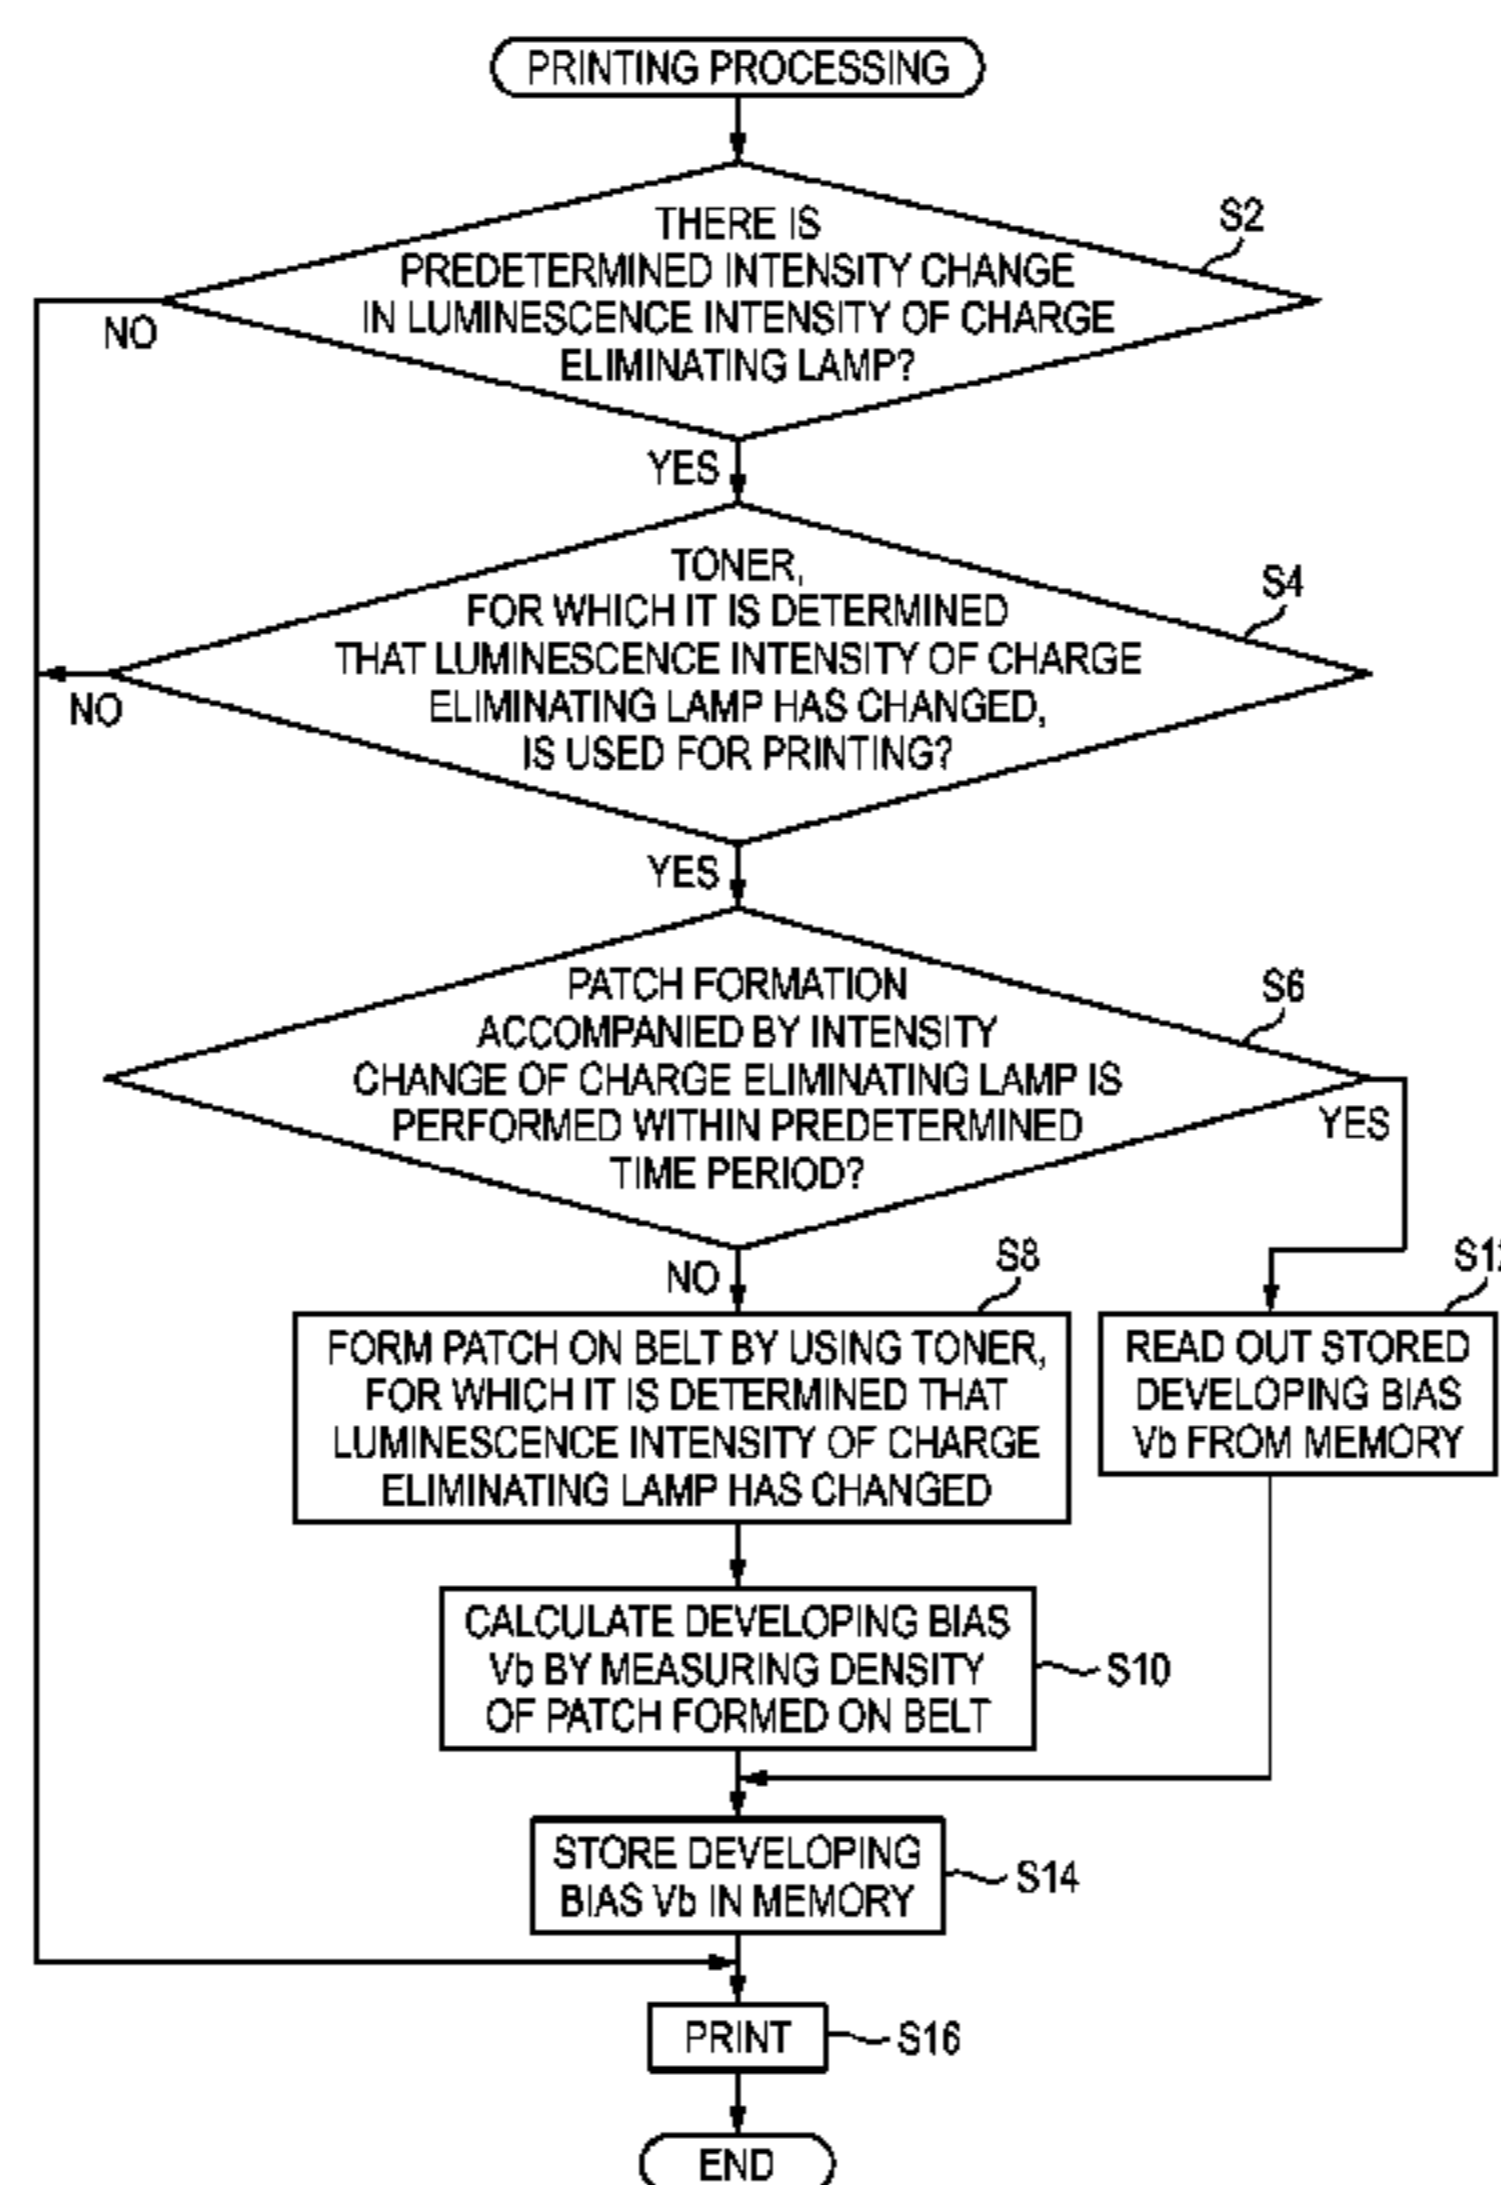 PRINTING PROCESSING
S2
THERE IS
PREDETERMINED INTENSITY CHANGE
IN LUMINESCENCE INTENSITY OF CHARGE
ELIMINATING LAMP?
NO
YES
S4
TONER,
FOR WHICH IT IS DETERMINED
THAT LUMINESCENCE INTENSITY OF CHARGE
ELIMINATING LAMP HAS CHANGED,
IS USED FOR PRINTING?
NO
YES
S6
PATCH FORMATION
ACCOMPANIED BY INTENSITY
CHANGE OF CHARGE ELIMINATING LAMP IS
PERFORMED WITHIN PREDETERMINED
TIME PERIOD?
YES
NO
S8
FORM PATCH ON BELT BY USING TONER,
FOR WHICH IT IS DETERMINED THAT
LUMINESCENCE INTENSITY OF CHARGE
ELIMINATING LAMP HAS CHANGED
S12
READ OUT STORED
DEVELOPING BIAS
Vb FROM MEMORY
CALCULATE DEVELOPING BIAS
Vb BY MEASURING DENSITY
OF PATCH FORMED ON BELT
S10
STORE DEVELOPING
BIAS Vb IN MEMORY
S14
PRINT
S16
END